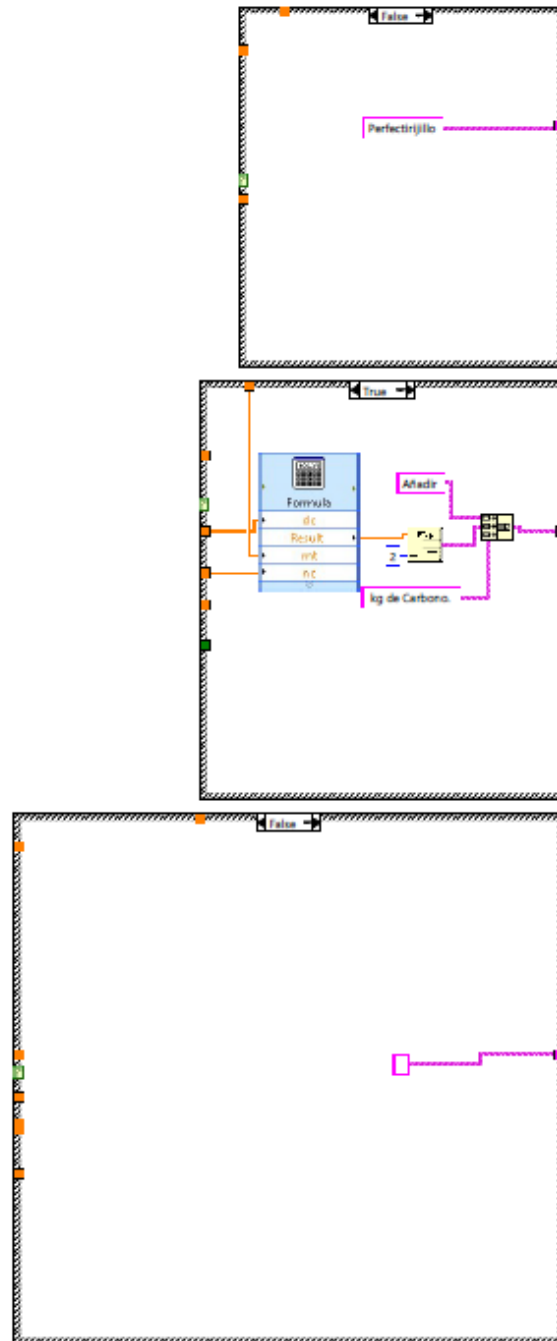 False
Perfectirijillo
True
Añadir
Formula
dc
Result
mt
nc
2
kg de Carbono.
False